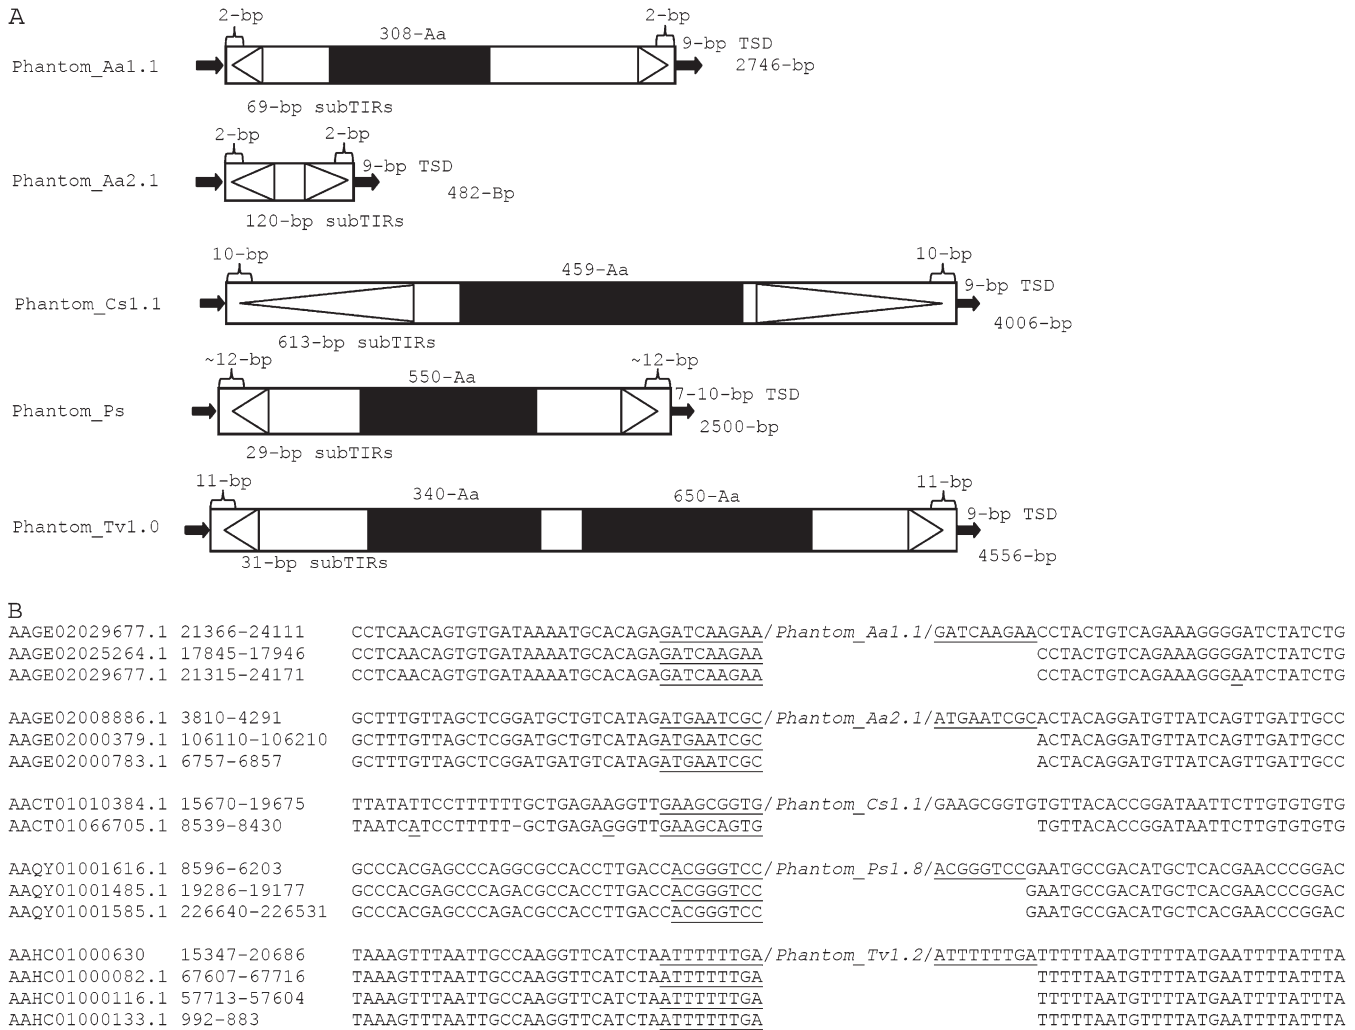 A
2-bp 2-bp
308-Aa
9-bp TSD
Phantom_Aa1.1 2746-bp
69-bp subTIRs
2-bp 2-bp
9-bp TSD
Phantom_Aa2.1
482-Bp
120-bp subTIRs
10-bp 10-bp
459-Aa
9-bp TSD
Phantom_Cs1.1
4006-bp
613-bp subTIRs
~12-bp ~12-bp
550-Aa
7-10-bp TSD
Phantom_Ps
2500-bp
29-bp subTIRs
11-bp 11-bp
340-Aa 650-Aa
9-bp TSD
Phantom_Tv1.0
4556-bp
31-bp subTIRs
B
AAGE02029677.1 21366-24111 CCTCAACAGTGTGATAAAATGCACAGAGATCAAGAA/Phantom_Aa1.1/GATCAAGAACCTACTGTCAGAAAGGGGATCTATCTG
AAGE02025264.1 17845-17946 CCTCAACAGTGTGATAAAATGCACAGAGATCAAGAA CCTACTGTCAGAAAGGGGATCTATCTG
AAGE02029677.1 21315-24171 CCTCAACAGTGTGATAAAATGCACAGAGATCAAGAA CCTACTGTCAGAAAGGGAATCTATCTG
AAGE02008886.1 3810-4291 GCTTTGTTAGCTCGGATGCTGTCATAGATGAATCGC/Phantom_Aa2.1/ATGAATCGCACTACAGGATGTTATCAGTTGATTGCC
AAGE02000379.1 106110-106210 GCTTTGTTAGCTCGGATGCTGTCATAGATGAATCGC ACTACAGGATGTTATCAGTTGATTGCC
AAGE02000783.1 6757-6857 GCTTTGTTAGCTCGGATGATGTCATAGATGAATCGC ACTACAGGATGTTATCAGTTGATTGCC
AACT01010384.1 15670-19675 TTATATTCCTTTTTTGCTGAGAAGGTTGAAGCGGTG/Phantom_Cs1.1/GAAGCGGTGTGTTACACCGGATAATTCTTGTGTGTG
AACT01066705.1 8539-8430 TAATCATCCTTTTT-GCTGAGAGGGTTGAAGCAGTG TGTTACACCGGATAATTCTTGTGTGTG
AAQY01001616.1 8596-6203 GCCCACGAGCCCAGGCGCCACCTTGACCACGGGTCC/Phantom_Ps1.8/ACGGGTCCGAATGCCGACATGCTCACGAACCCGGAC
AAQY01001485.1 19286-19177 GCCCACGAGCCCAGACGCCACCTTGACCACGGGTCC GAATGCCGACATGCTCACGAACCCGGAC
AAQY01001585.1 226640-226531 GCCCACGAGCCCAGACGCCACCTTGACCACGGGTCC GAATGCCGACATGCTCACGAACCCGGAC
AAHC01000630 15347-20686 TAAAGTTTAATTGCCAAGGTTCATCTAATTTTTTGA/Phantom_Tv1.2/ATTTTTTGATTTTTAATGTTTTATGAATTTTATTTA
AAHC01000082.1 67607-67716 TAAAGTTTAATTGCCAAGGTTCATCTAATTTTTTGA TTTTTAATGTTTTATGAATTTTATTTA
AAHC01000116.1 57713-57604 TAAAGTTTAATTGCCAAGGTTCATCTAATTTTTTGA TTTTTAATGTTTTATGAATTTTATTTA
AAHC01000133.1 992-883 TAAAGTTTAATTGCCAAGGTTCATCTAATTTTTTGA TTTTTAATGTTTTATGAATTTTATTTA